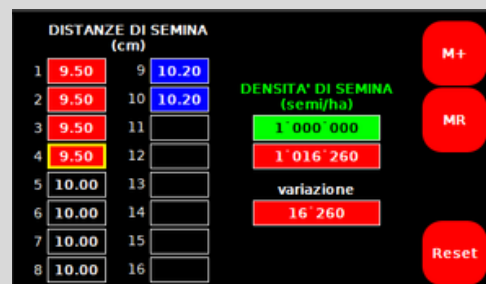 DISTANZE DI SEMINA
(cm)
1 9.50 9 10.20
2 9.50 10 10.20
3 9.50 11
4 9.50 12
5 10.00 13
6 10.00 14
7 10.00 15
8 10.00 16
DENSITA' DI SEMINA
(semi/ha)
1˙000˙000
1˙016˙260
variazione
16˙260
M+
MR
Reset